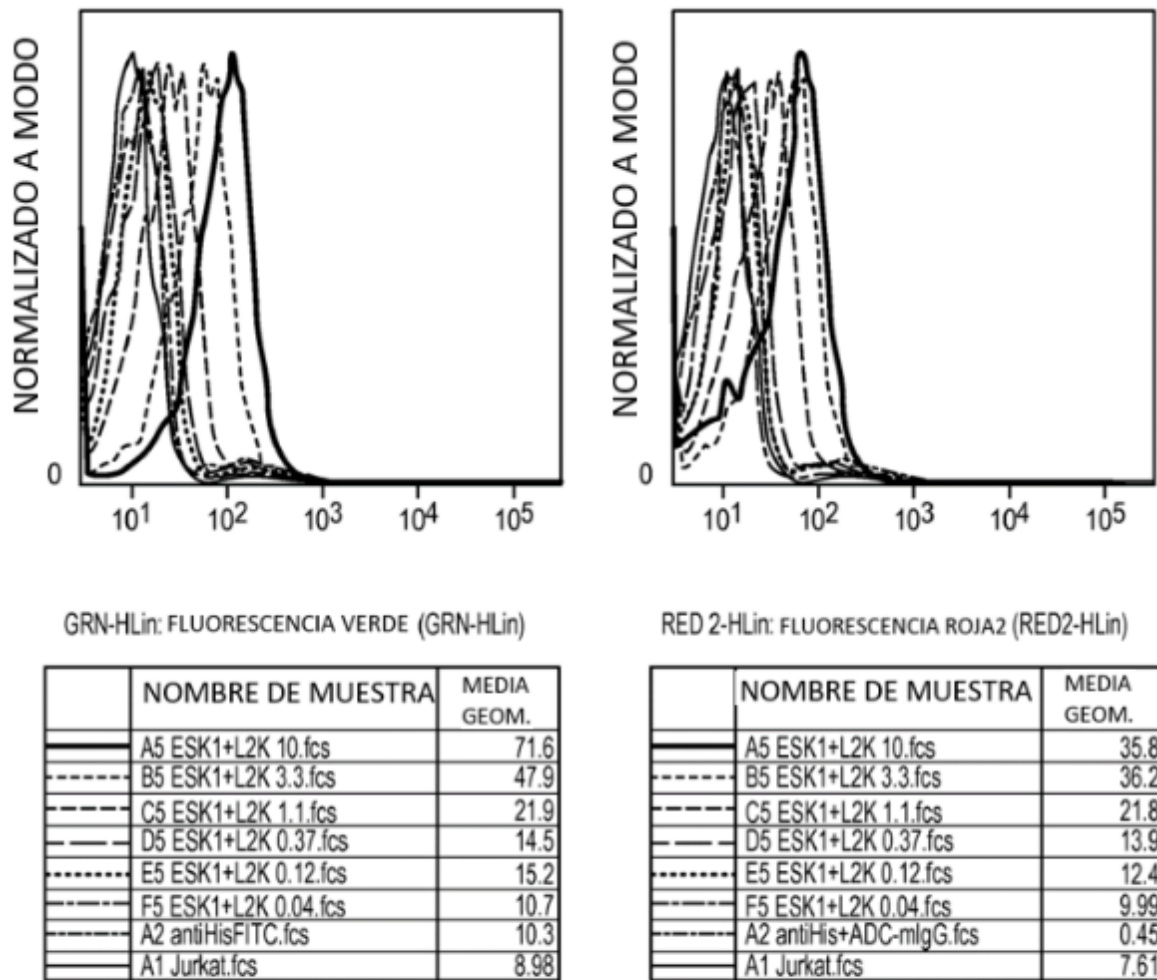 NORMALIZADO A MODO
0
10¹ 10² 10³ 10⁴ 10⁵
GRN-HLin: FLUORESCENCIA VERDE (GRN-HLin)
NOMBRE DE MUESTRA MEDIA GEOM.
A5 ESK1+L2K 10.fcs 71.6
B5 ESK1+L2K 3.3.fcs 47.9
C5 ESK1+L2K 1.1.fcs 21.9
D5 ESK1+L2K 0.37.fcs 14.5
E5 ESK1+L2K 0.12.fcs 15.2
F5 ESK1+L2K 0.04.fcs 10.7
A2 antiHisFITC.fcs 10.3
A1 Jurkat.fcs 8.98
NORMALIZADO A MODO
0
10¹ 10² 10³ 10⁴ 10⁵
RED 2-HLin: FLUORESCENCIA ROJA2 (RED2-HLin)
NOMBRE DE MUESTRA MEDIA GEOM.
A5 ESK1+L2K 10.fcs 35.8
B5 ESK1+L2K 3.3.fcs 36.2
C5 ESK1+L2K 1.1.fcs 21.8
D5 ESK1+L2K 0.37.fcs 13.9
E5 ESK1+L2K 0.12.fcs 12.4
F5 ESK1+L2K 0.04.fcs 9.99
A2 antiHis+ADC-mIgG.fcs 0.45
A1 Jurkat.fcs 7.61